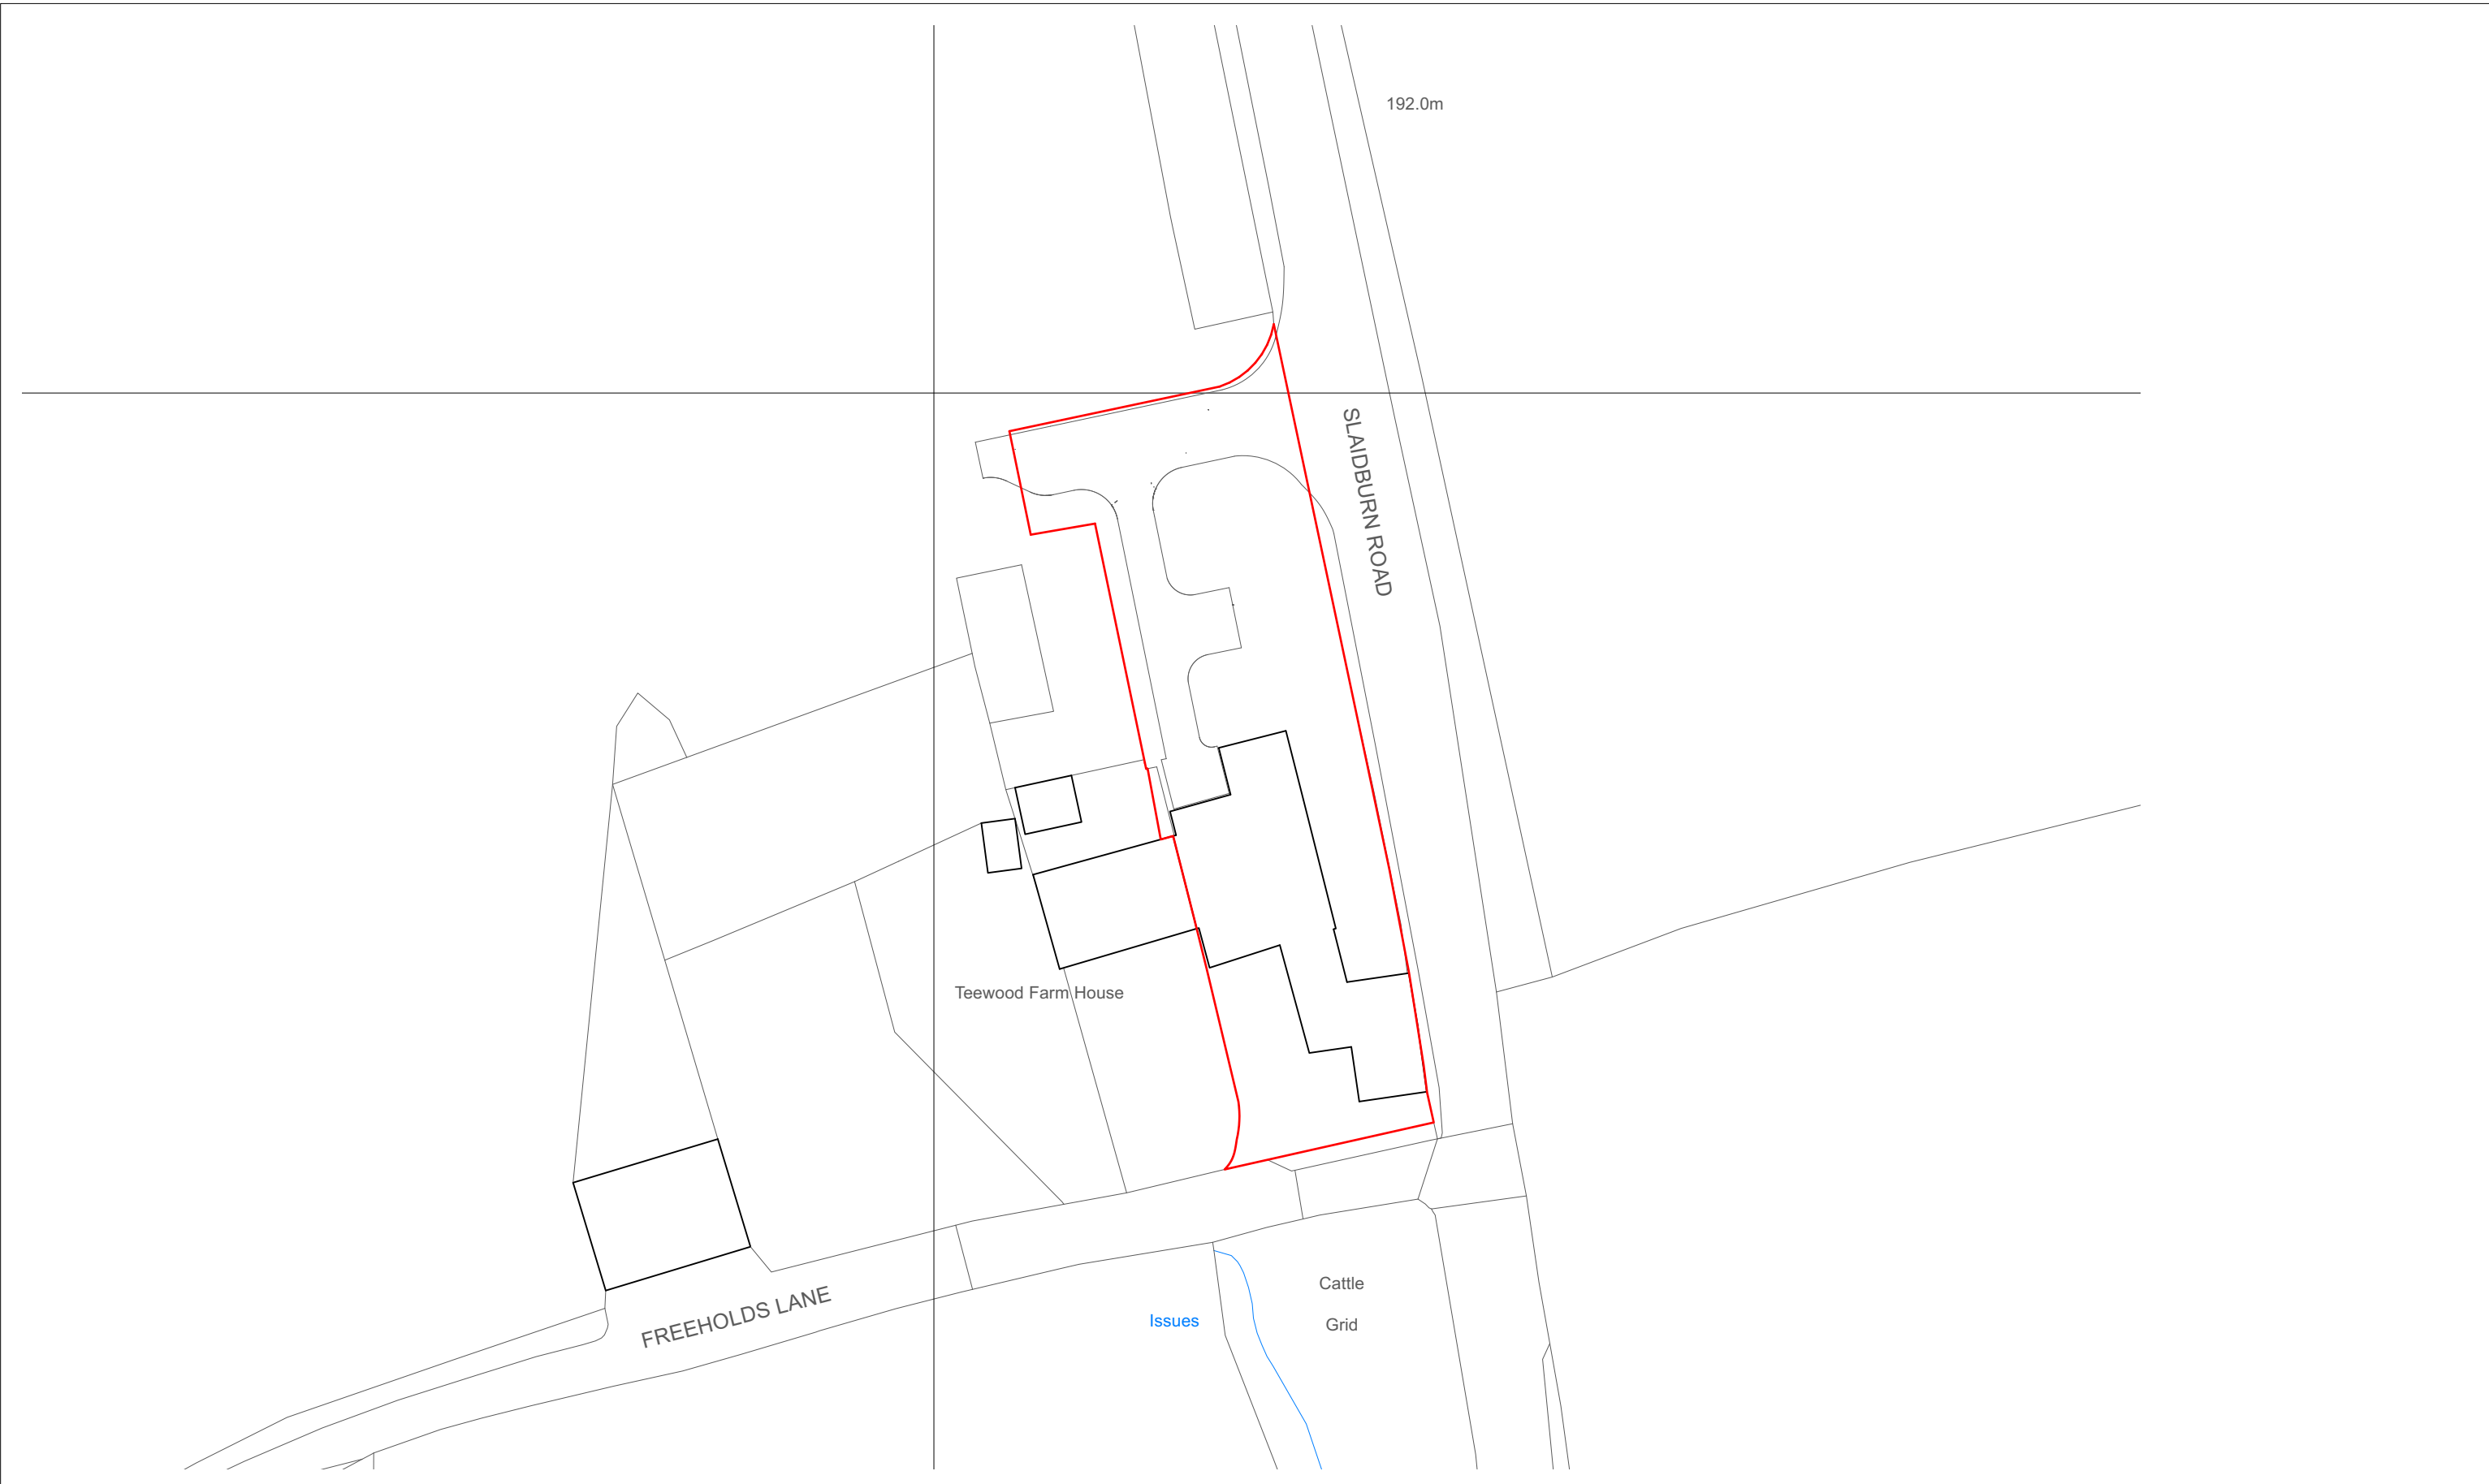 192.0m
SLAIDBURN ROAD
Teewood Farm House
FREEHOLDS LANE
Issues
Cattle
Grid